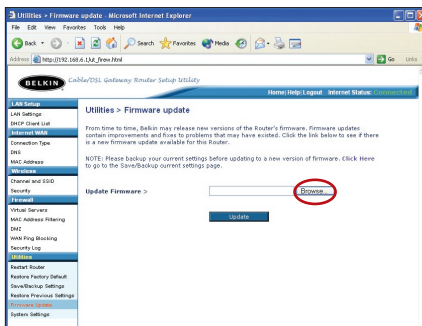 Utilities > Firmware update - Microsoft Internet Explorer
File Edit View Favorites Tools Help
Back Search Favorites Media
Address http://192.168.6.1/ut_firew.html Go Links
BELKIN Cable/DSL Gateway Router Setup Utility
Home|Help|Logout Internet Status: Connected
LAN Setup
LAN Settings
DHCP Client List
Internet WAN
Connection Type
DNS
MAC Address
Wireless
Channel and SSID
Security
Firewall
Virtual Servers
MAC Address Filtering
DMZ
WAN Ping Blocking
Security Log
Utilities
Restart Router
Restore Factory Default
Save/Backup Settings
Restore Previous Settings
Firmware Update
System Settings
Utilities > Firmware update
From time to time, Belkin may release new versions of the Router's firmware. Firmware updates
contain improvements and fixes to problems that may have existed. Click the link below to see if there
is a new firmware update available for this Router.
NOTE: Please backup your current settings before updating to a new version of firmware. Click Here
to go to the Save/Backup current settings page.
Update Firmware > Browse...
Update